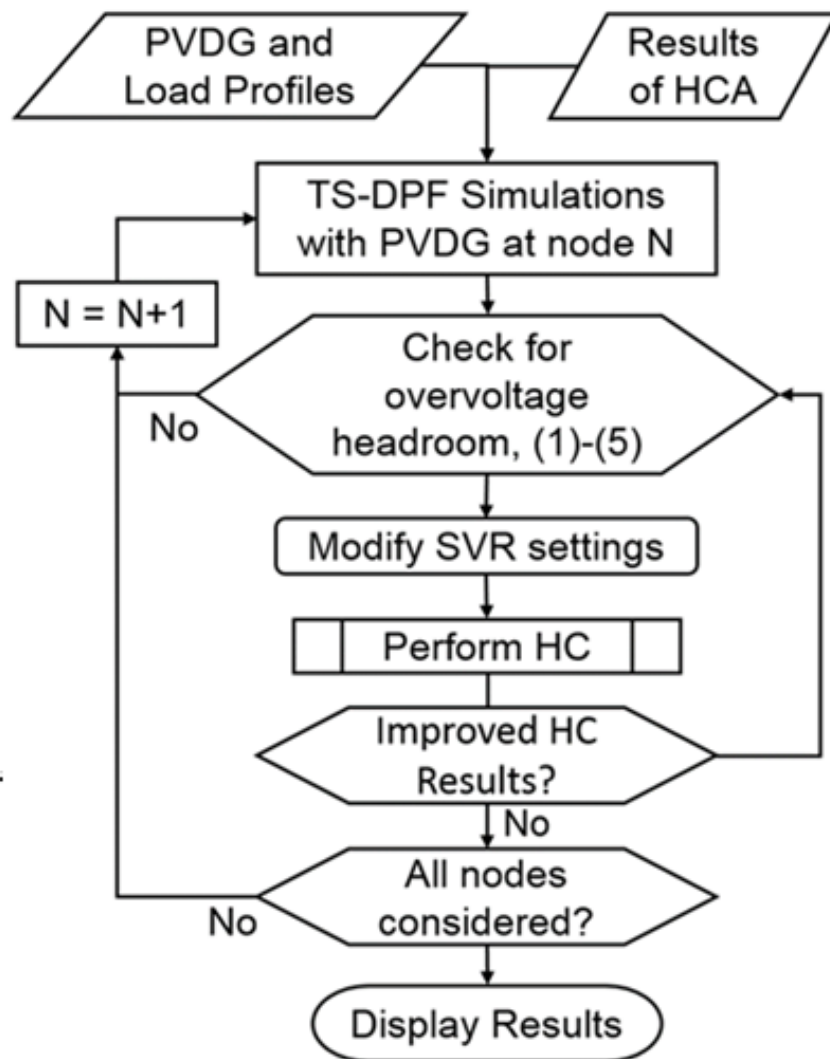 PVDG and
Load Profiles
Results
of HCA
TS-DPF Simulations
with PVDG at node N
N = N+1
Check for
overvoltage
headroom, (1)-(5)
No
Modify SVR settings
Perform HC
Improved HC
Results?
No
All nodes
considered?
No
Display Results